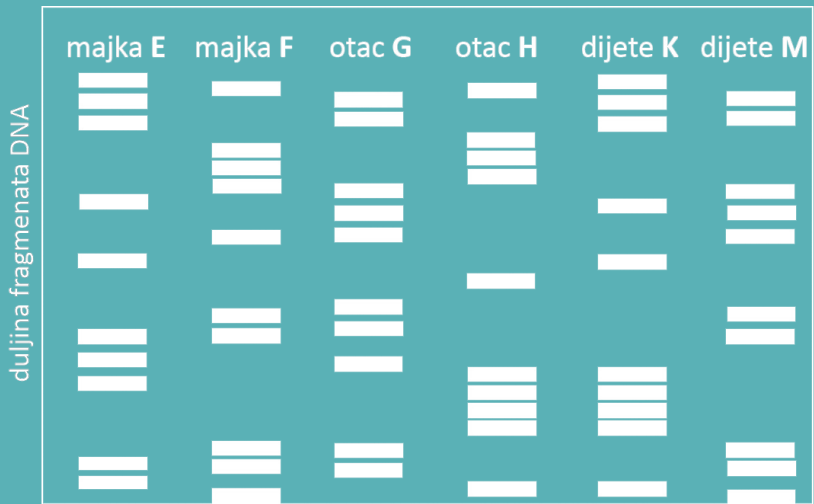 majka E majka F otac G otac H dijete K dijete M
duljina fragmenata DNA